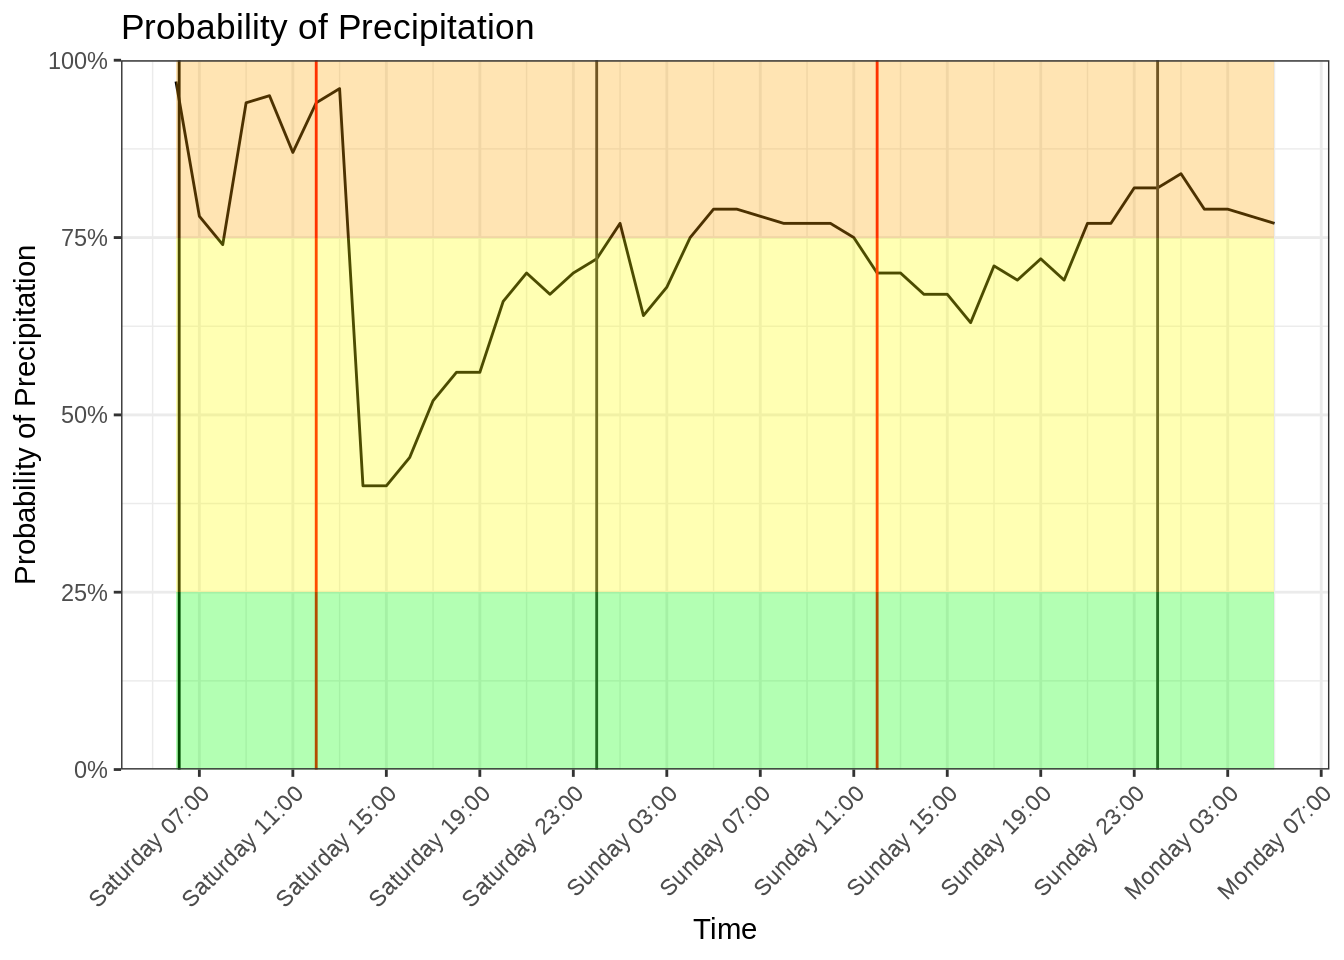 Probability of Precipitation
Probability of Precipitation
100%
75%
50%
25%
0%
Saturday 07:00
Saturday 11:00
Saturday 15:00
Saturday 19:00
Saturday 23:00
Sunday 03:00
Sunday 07:00
Sunday 11:00
Sunday 15:00
Sunday 19:00
Sunday 23:00
Monday 03:00
Monday 07:00
Time